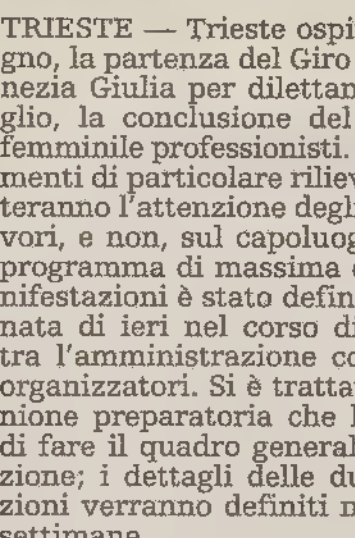 TRIESTE — Trieste ospi
gno, la partenza del Giro
nezia Giulia per dilettan
glio, la conclusione del
femminile professionisti.
menti di particolare riliev
teranno l'attenzione degl
vori, e non, sul capoluog
programma di massima
nifestazioni è stato defin
nata di ieri nel corso di
tra l'amministrazione co
organizzatori. Si è tratta
nione preparatoria che
di fare il quadro general
zione; i dettagli delle du
zioni verranno definiti n
settimane